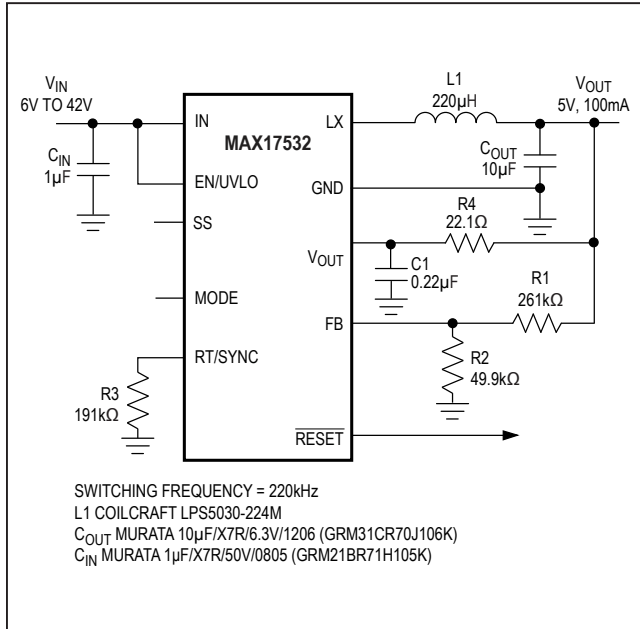 V_IN
6V TO 42V
C_IN
1µF
IN
EN/UVLO
SS
MODE
RT/SYNC
R3
191kΩ
MAX17532
LX
GND
V_OUT
FB
RESET
L1
220µH
V_OUT
5V, 100mA
C_OUT
10µF
R4
22.1Ω
C1
0.22µF
R1
261kΩ
R2
49.9kΩ
SWITCHING FREQUENCY = 220kHz
L1 COILCRAFT LPS5030-224M
C_OUT MURATA 10µF/X7R/6.3V/1206 (GRM31CR70J106K)
C_IN MURATA 1µF/X7R/50V/0805 (GRM21BR71H105K)